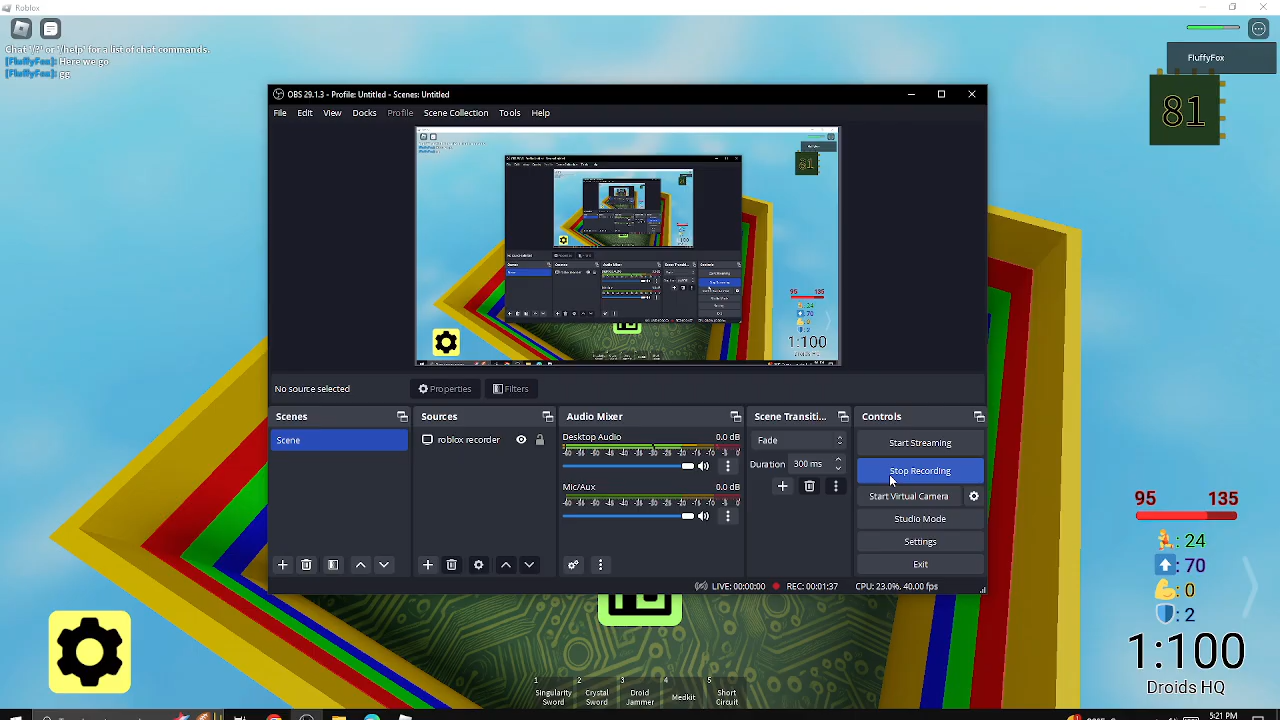 Roblox
Chat '/?' or '/help' for a list of chat commands.
[FluffyFox]: Here we go
[FluffyFox]: gg
FluffyFox
81
OBS 29.1.3 - Profile: Untitled - Scenes: Untitled
File Edit View Docks Profile Scene Collection Tools Help
No source selected
Properties
Filters
Scenes
Scene
Sources
roblox recorder
Audio Mixer
Desktop Audio 0.0 dB
Mic/Aux 0.0 dB
Scene Transiti...
Fade
Duration 300 ms
Controls
Start Streaming
Stop Recording
Start Virtual Camera
Studio Mode
Settings
Exit
LIVE: 00:00:00 REC: 00:01:37 CPU: 23.0%, 40.00 fps
95 135
: 24
: 70
: 0
: 2
1:100
Droids HQ
1 Singularity Sword
2 Crystal Sword
3 Droid Jammer
4 Medkit
5 Short Circuit
5:21 PM